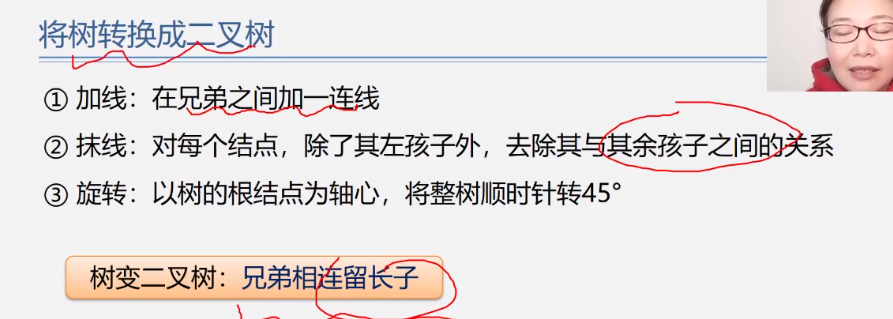 将树转换成二叉树
① 加线：在兄弟之间加一连线
② 抹线：对每个结点，除了其左孩子外，去除其与其余孩子之间的关系
③ 旋转：以树的根结点为轴心，将整树顺时针转45°
树变二叉树：兄弟相连留长子